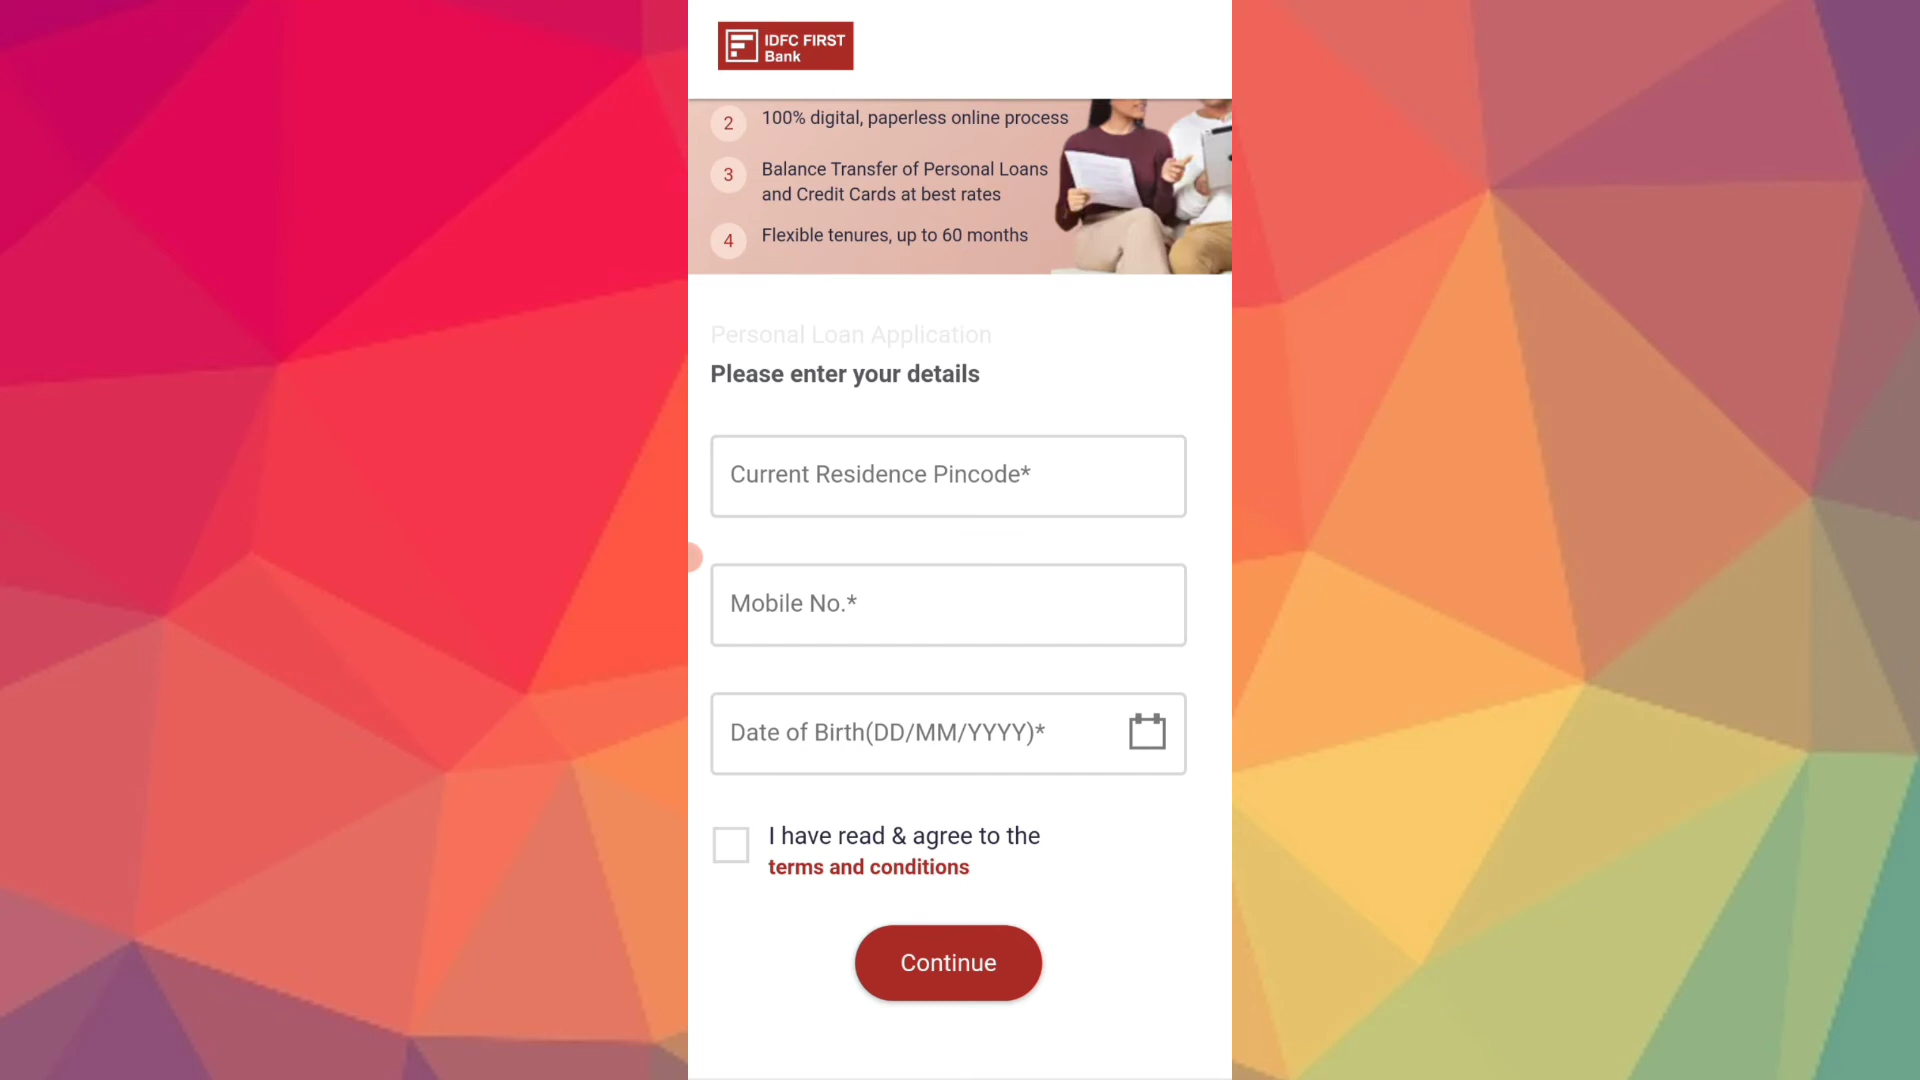 IDFC FIRST
Bank
2
100% digital, paperless online process
3
Balance Transfer of Personal Loans
and Credit Cards at best rates
4
Flexible tenures, up to 60 months
Personal Loan Application
Please enter your details
Current Residence Pincode*
Mobile No.*
Date of Birth(DD/MM/YYYY)*
I have read & agree to the
terms and conditions
Continue